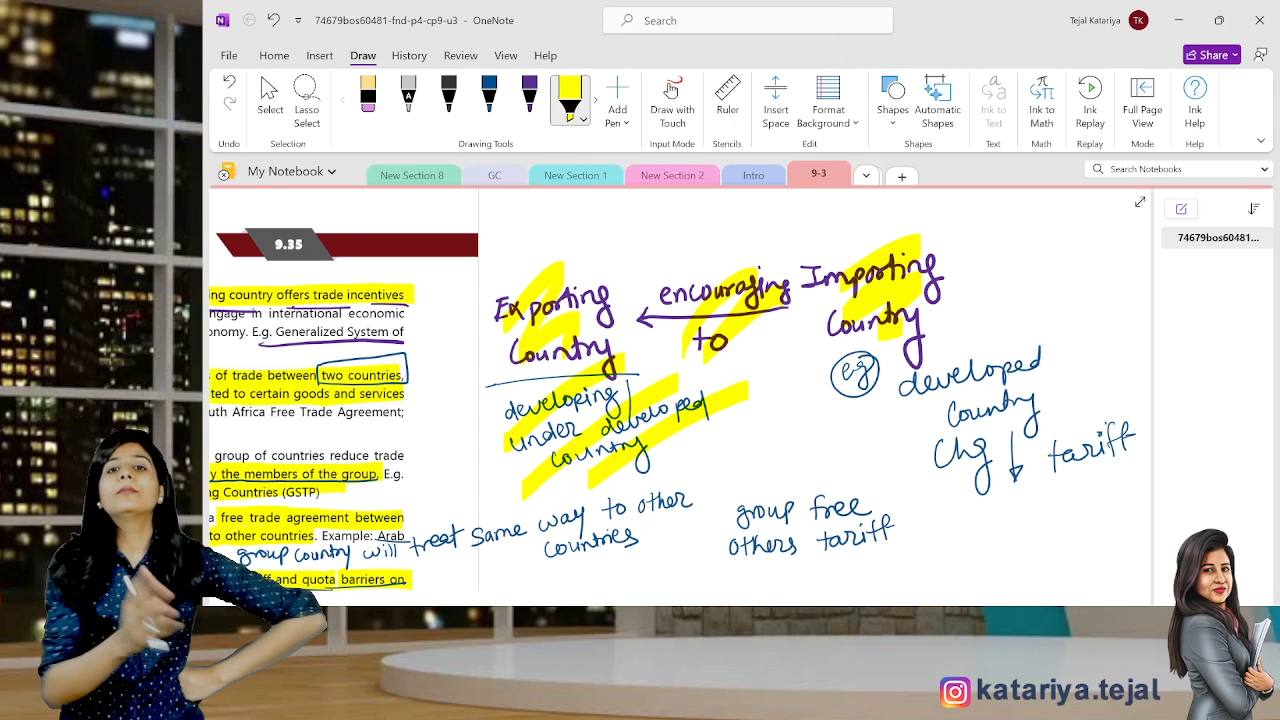 74679bos60481-fnd-p4-cp9-u3 - OneNote
Search
Tejal Katariya
TK
File Home Insert Draw History Review View Help
Share
Select
Lasso Select
Add Pen
Draw with Touch
Ruler
Insert Space
Format Background
Shapes
Automatic Shapes
Ink to Text
Ink to Math
Ink Replay
Full Page View
Ink Help
Undo
Selection
Drawing Tools
Input Mode
Stencils
Edit
Text
Math
Replay
Mode
Help
My Notebook
New Section 8
GC
New Section 1
New Section 2
Intro
9-3
Search Notebooks
74679bos60481...
9.35
ing country offers trade incentives
ngage in international economic
onomy. E.g. Generalized System of
s of trade between two countries,
ted to certain goods and services
uth Africa Free Trade Agreement;
group of countries reduce trade
y the members of the group. E.g.
ng Countries (GSTP)
a free trade agreement between
to other countries. Example: Arab
ff and quota barriers on
Exporting
Country
encouraging
to
Importing
Country
developing
under developed
country
eg
developed
Country
Chg ↓ tariff
group country will treat same way to other
countries
group free
others tariff
katariya.tejal